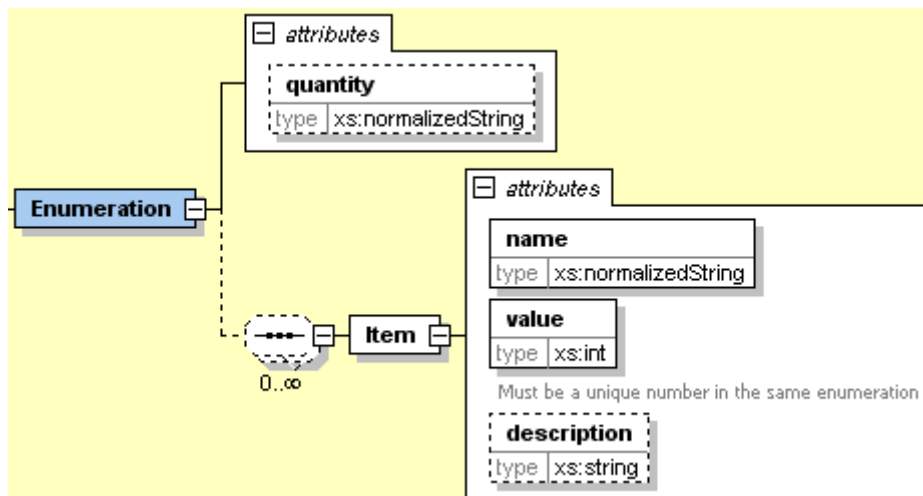 attributes
quantity
type xs:normalizedString
Enumeration
attributes
name
type xs:normalizedString
value
type xs:int
Must be a unique number in the same enumeration
Item
0..∞
description
type xs:string